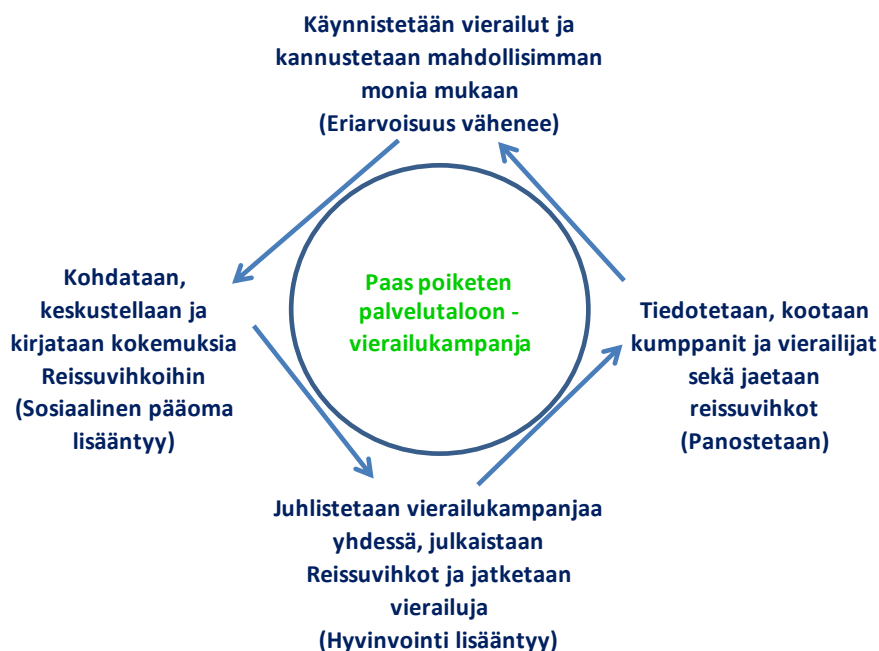 Käynnistetään vierailut ja
kannustetaan mahdollisimman
monia mukaan
(Eriarvoisuus vähenee)
Kohdataan,
keskustellaan ja
kirjataan kokemuksia
Reissuvihkoihin
(Sosiaalinen pääoma
lisääntyy)
Paas poiketen
palvelutaloon -
vierailukampanja
Tiedotetaan, kootaan
kumppanit ja vierailijat
sekä jaetaan
reissuvihkot
(Panostetaan)
Juhlistetaan vierailukampanjaa
yhdessä, julkaistaan
Reissuvihkot ja jatketaan
vierailuja
(Hyvinvointi lisääntyy)